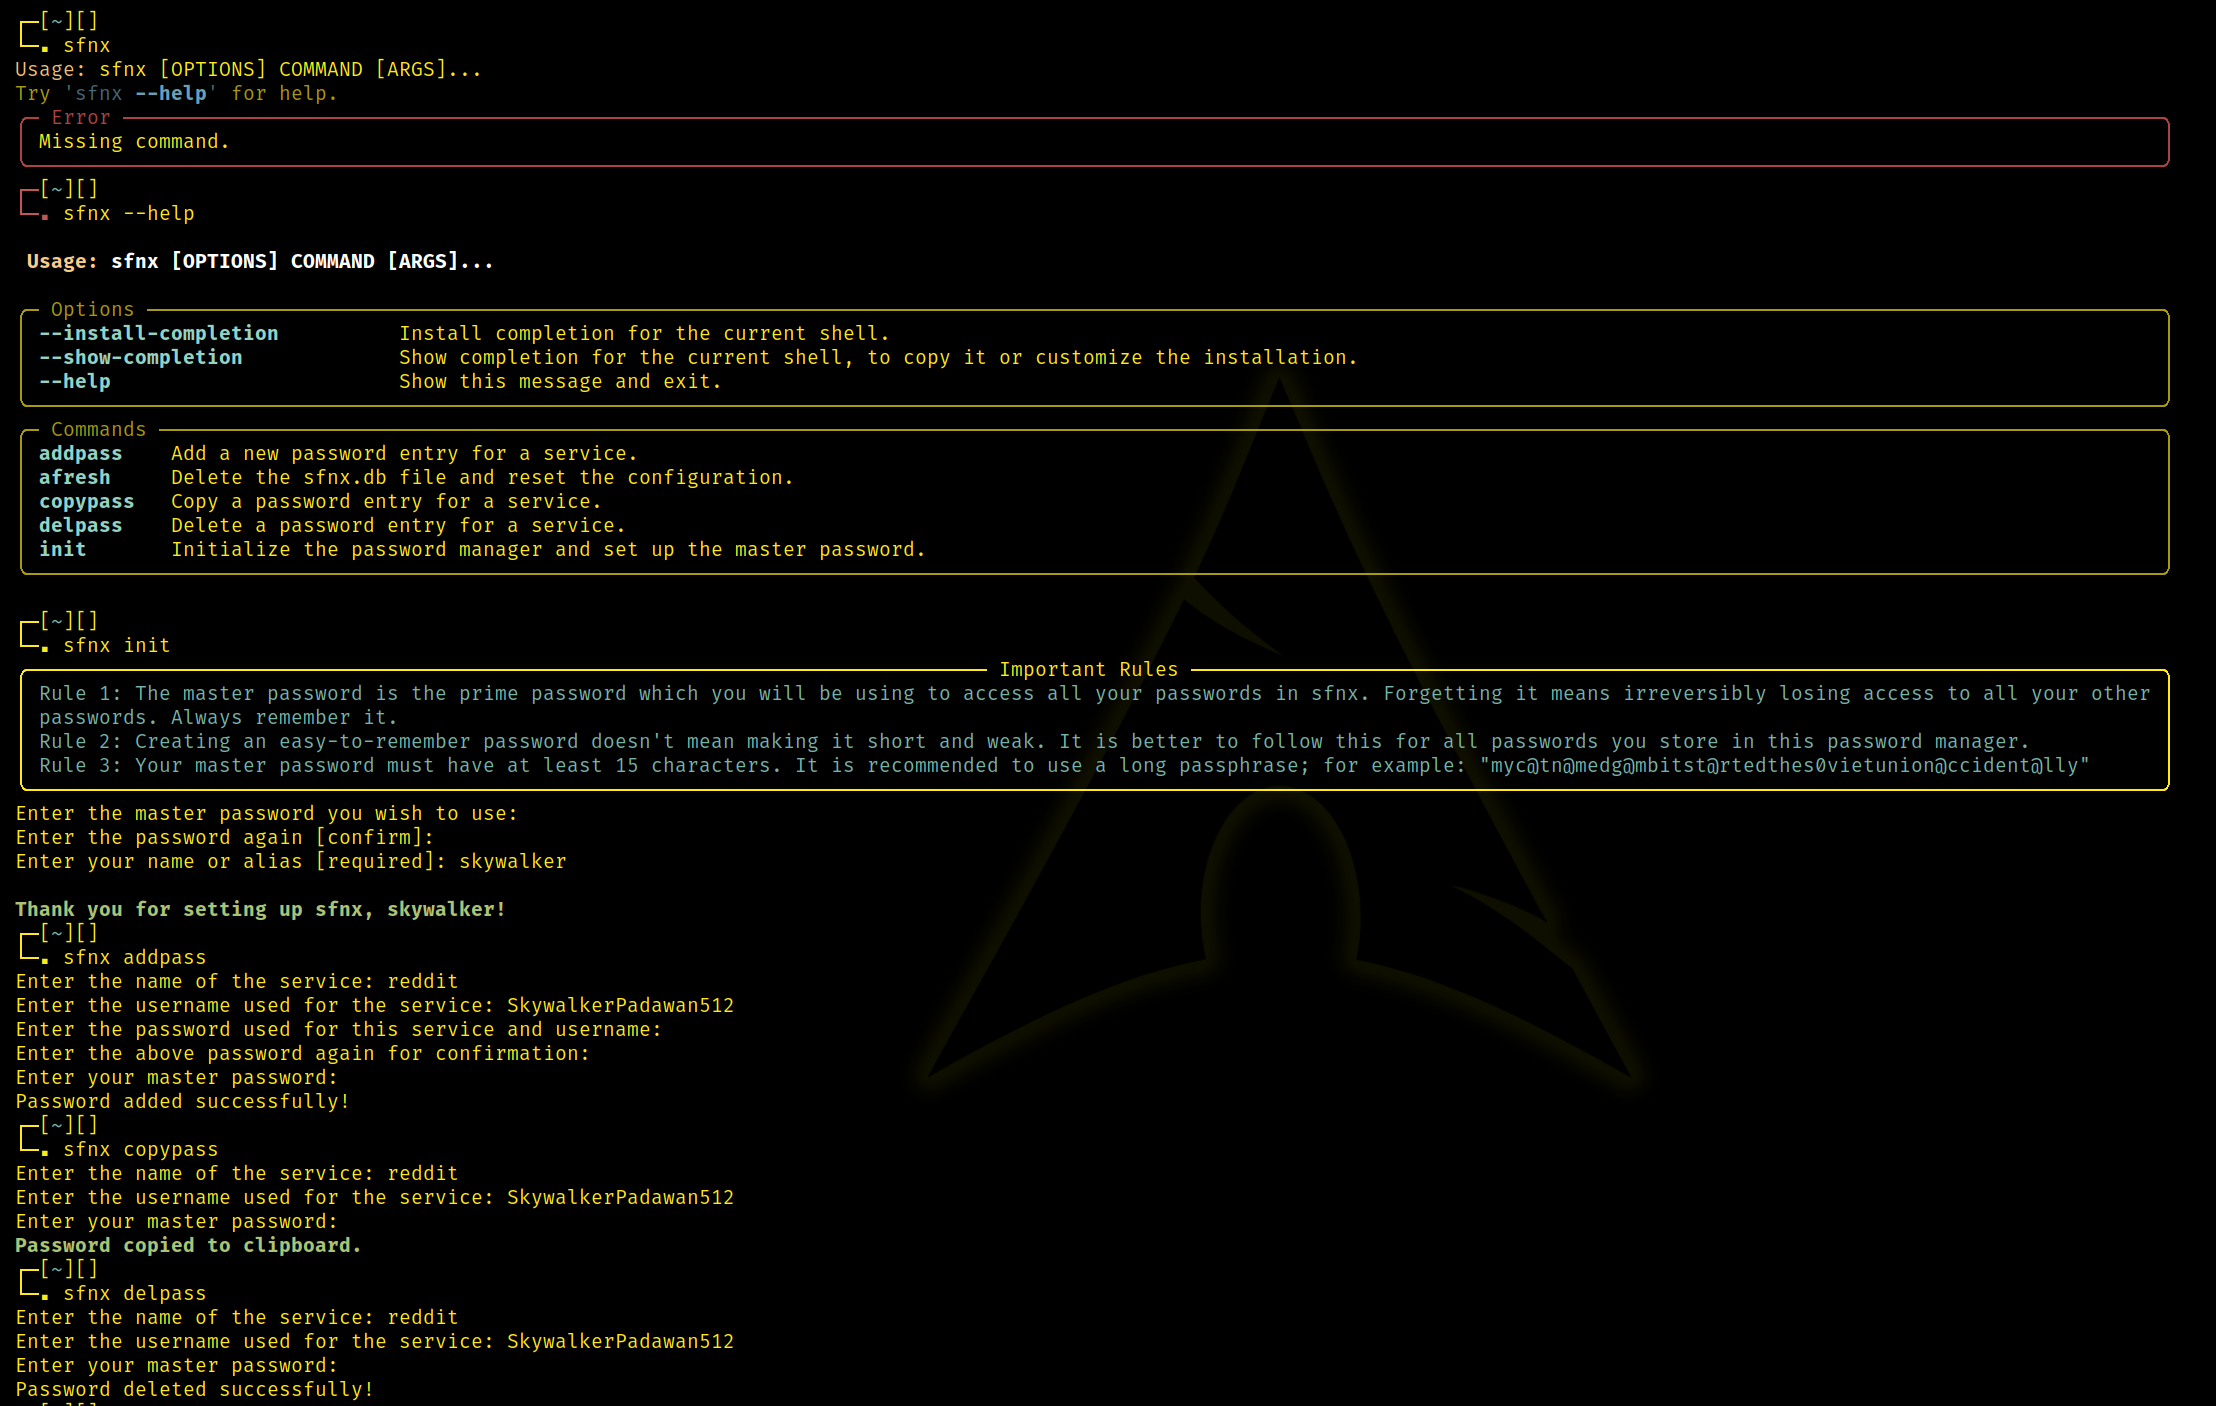 [~][]
sfnx
Usage: sfnx [OPTIONS] COMMAND [ARGS]...
Try 'sfnx --help' for help.
Error
Missing command.
[~][]
sfnx --help
Usage: sfnx [OPTIONS] COMMAND [ARGS]...
Options
--install-completion Install completion for the current shell.
--show-completion Show completion for the current shell, to copy it or customize the installation.
--help Show this message and exit.
Commands
addpass Add a new password entry for a service.
afresh Delete the sfnx.db file and reset the configuration.
copypass Copy a password entry for a service.
delpass Delete a password entry for a service.
init Initialize the password manager and set up the master password.
[~][]
sfnx init
Important Rules
Rule 1: The master password is the prime password which you will be using to access all your passwords in sfnx. Forgetting it means irreversibly losing access to all your other
passwords. Always remember it.
Rule 2: Creating an easy-to-remember password doesn't mean making it short and weak. It is better to follow this for all passwords you store in this password manager.
Rule 3: Your master password must have at least 15 characters. It is recommended to use a long passphrase; for example: "myc@tn@medg@mbitst@rtedthes0vietunion@ccident@lly"
Enter the master password you wish to use:
Enter the password again [confirm]:
Enter your name or alias [required]: skywalker
Thank you for setting up sfnx, skywalker!
[~][]
sfnx addpass
Enter the name of the service: reddit
Enter the username used for the service: SkywalkerPadawan512
Enter the password used for this service and username:
Enter the above password again for confirmation:
Enter your master password:
Password added successfully!
[~][]
sfnx copypass
Enter the name of the service: reddit
Enter the username used for the service: SkywalkerPadawan512
Enter your master password:
Password copied to clipboard.
[~][]
sfnx delpass
Enter the name of the service: reddit
Enter the username used for the service: SkywalkerPadawan512
Enter your master password:
Password deleted successfully!